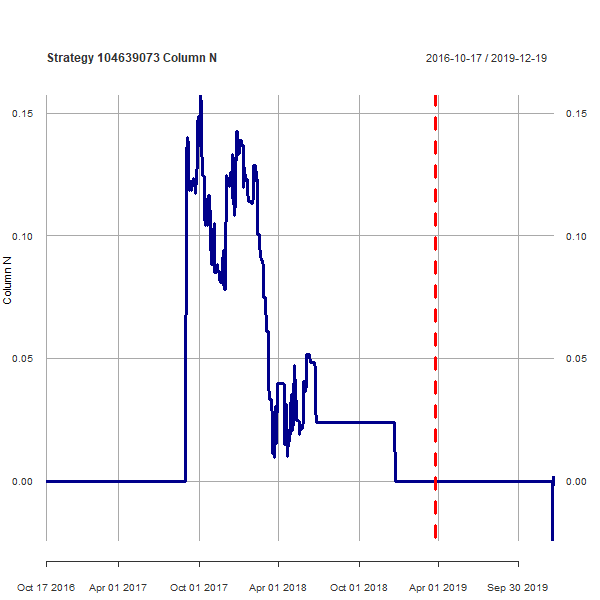 Strategy 104639073 Column N
2016-10-17 / 2019-12-19
0.15
0.15
0.10
0.10
Column N
0.05
0.05
0.00
0.00
Oct 17 2016
Apr 01 2017
Oct 01 2017
Apr 01 2018
Oct 01 2018
Apr 01 2019
Sep 30 2019